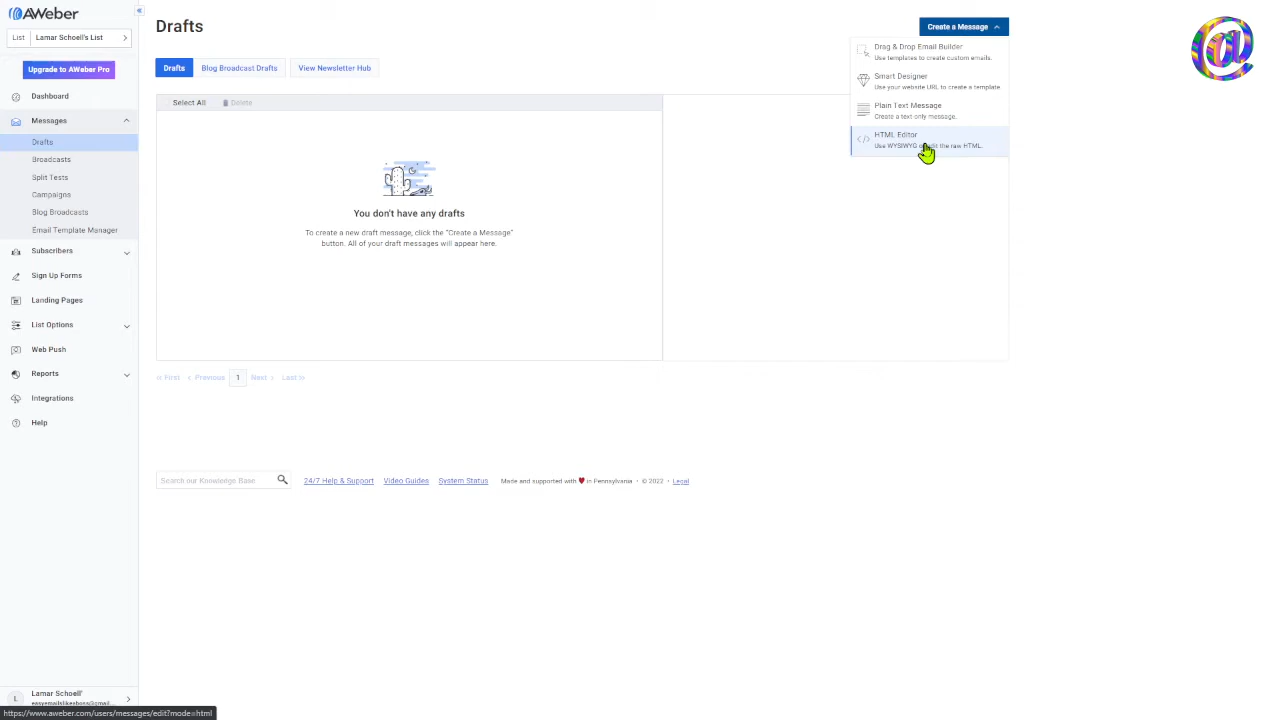 AWeber
List Lamar Schoell's List
Upgrade to AWeber Pro
Dashboard
Messages
Drafts
Broadcasts
Split Tests
Campaigns
Blog Broadcasts
Email Template Manager
Subscribers
Sign Up Forms
Landing Pages
List Options
Web Push
Reports
Integrations
Help
L
Lamar Schoell'
easyemailslikeaboss@gmail...
https://www.aweber.com/users/messages/edit?mode=html
Drafts
Create a Message
Drag & Drop Email Builder
Use templates to create custom emails.
Smart Designer
Use your website URL to create a template.
Plain Text Message
Create a text-only message.
HTML Editor
Use WYSIWYG or edit the raw HTML.
Drafts Blog Broadcast Drafts View Newsletter Hub
Select All Delete
You don't have any drafts
To create a new draft message, click the "Create a Message"
button. All of your draft messages will appear here.
‹‹ First ‹ Previous 1 Next › Last ››
Search our Knowledge Base 24/7 Help & Support Video Guides System Status Made and supported with ♥ in Pennsylvania • © 2022 • Legal
@